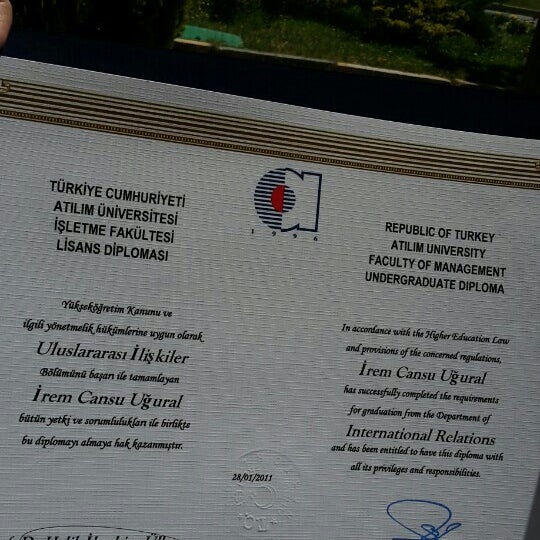 TÜRKİYE CUMHURİYETİ
ATILIM ÜNİVERSİTESİ
İŞLETME FAKÜLTESİ
LİSANS DİPLOMASI
Yükseköğretim Kanunu ve
ilgili yönetmelik hükümlerine uygun olarak
Uluslararası İlişkiler
Bölümünü başarı ile tamamlayan
İrem Cansu Uğural
bütün yetki ve sorumlulukları ile birlikte
bu diplomayı almaya hak kazanmıştır.
1996
REPUBLIC OF TURKEY
ATILIM UNIVERSITY
FACULTY OF MANAGEMENT
UNDERGRADUATE DIPLOMA
In accordance with the Higher Education Law
and provisions of the concerned regulations,
İrem Cansu Uğural
has successfully completed the requirements
for graduation from the Department of
International Relations
and has been entitled to have this diploma with
all its privileges and responsibilities.
28/01/2011